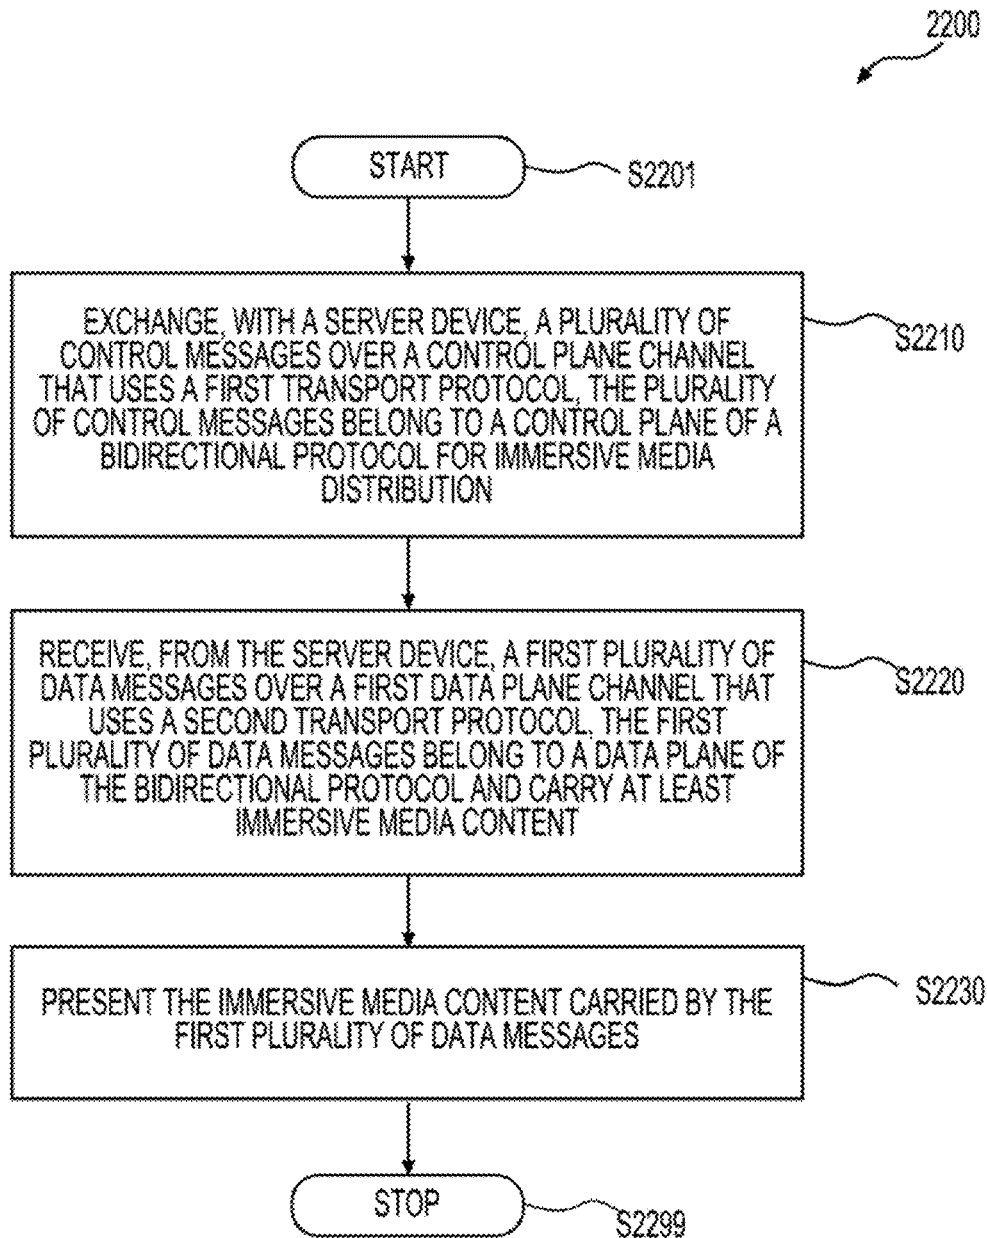 2200
START
S2201
EXCHANGE, WITH A SERVER DEVICE, A PLURALITY OF
CONTROL MESSAGES OVER A CONTROL PLANE CHANNEL
THAT USES A FIRST TRANSPORT PROTOCOL, THE PLURALITY
OF CONTROL MESSAGES BELONG TO A CONTROL PLANE OF A
BIDIRECTIONAL PROTOCOL FOR IMMERSIVE MEDIA
DISTRIBUTION
S2210
RECEIVE, FROM THE SERVER DEVICE, A FIRST PLURALITY OF
DATA MESSAGES OVER A FIRST DATA PLANE CHANNEL THAT
USES A SECOND TRANSPORT PROTOCOL, THE FIRST
PLURALITY OF DATA MESSAGES BELONG TO A DATA PLANE OF
THE BIDIRECTIONAL PROTOCOL AND CARRY AT LEAST
IMMERSIVE MEDIA CONTENT
S2220
PRESENT THE IMMERSIVE MEDIA CONTENT CARRIED BY THE
FIRST PLURALITY OF DATA MESSAGES
S2230
STOP
S2299